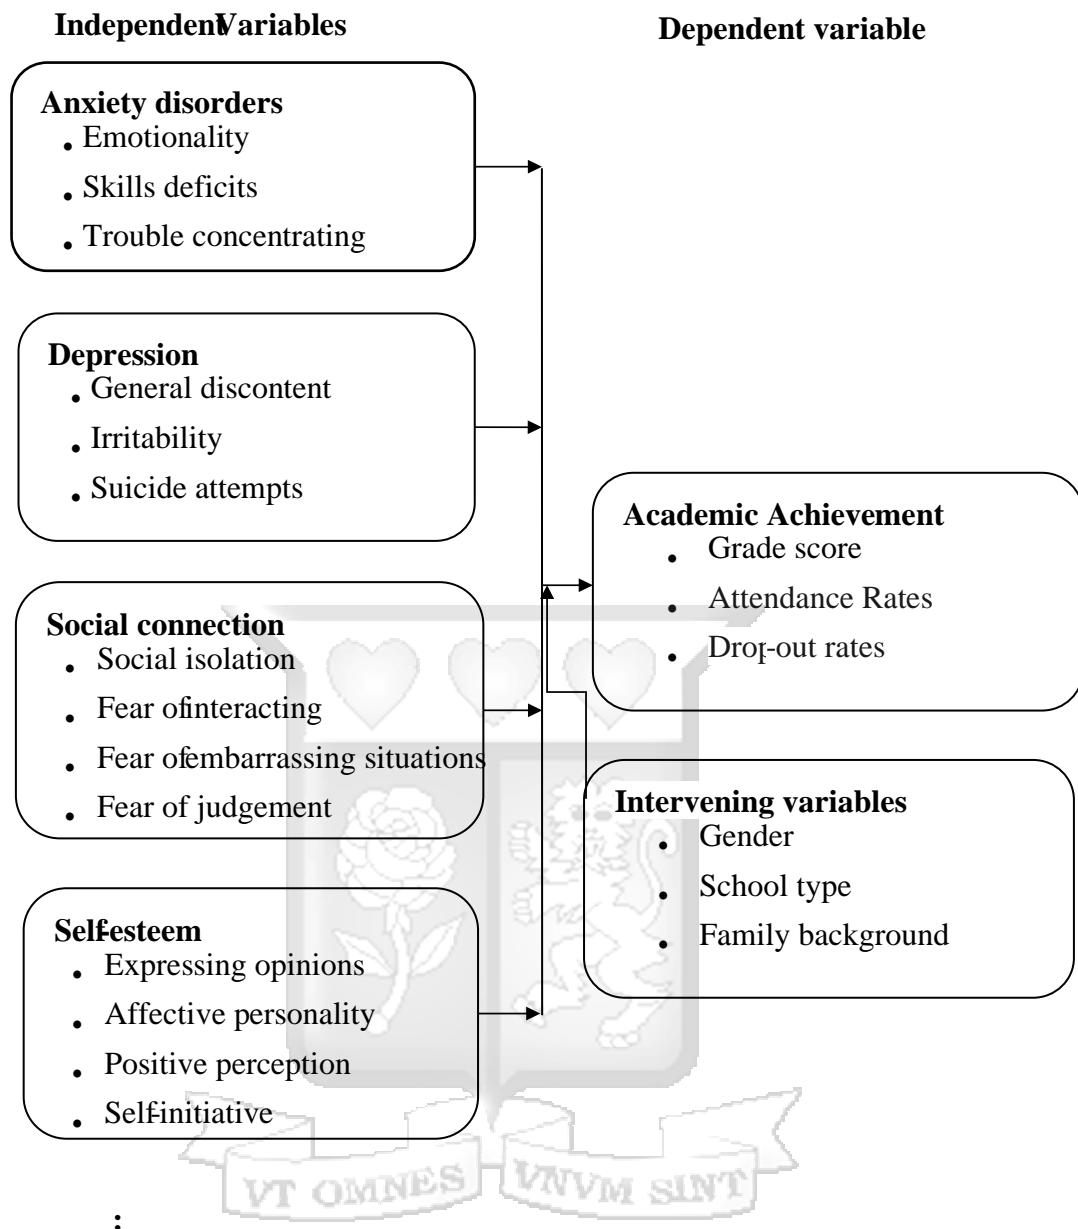 Independent Variables
Dependent variable
Anxiety disorders
• Emotionality
• Skills deficits
• Trouble concentrating
Depression
• General discontent
• Irritability
• Suicide attempts
Academic Achievement
• Grade score
• Attendance Rates
• Drop-out rates
Social connection
• Social isolation
• Fear of interacting
• Fear of embarrassing situations
• Fear of judgement
Intervening variables
• Gender
• School type
• Family background
Self-esteem
• Expressing opinions
• Affective personality
• Positive perception
• Self-initiative
VT OMNES VNVM SINT
: